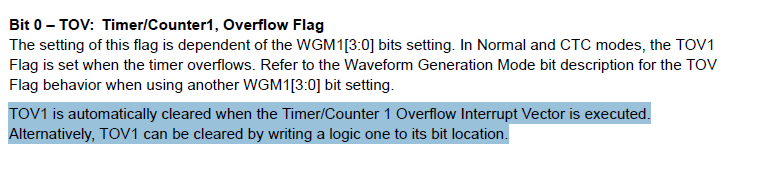 Bit 0 – TOV:  Timer/Counter1, Overflow Flag
The setting of this flag is dependent of the WGM1[3:0] bits setting. In Normal and CTC modes, the TOV1
Flag is set when the timer overflows. Refer to the Waveform Generation Mode bit description for the TOV
Flag behavior when using another WGM1[3:0] bit setting.
TOV1 is automatically cleared when the Timer/Counter 1 Overflow Interrupt Vector is executed.
Alternatively, TOV1 can be cleared by writing a logic one to its bit location.